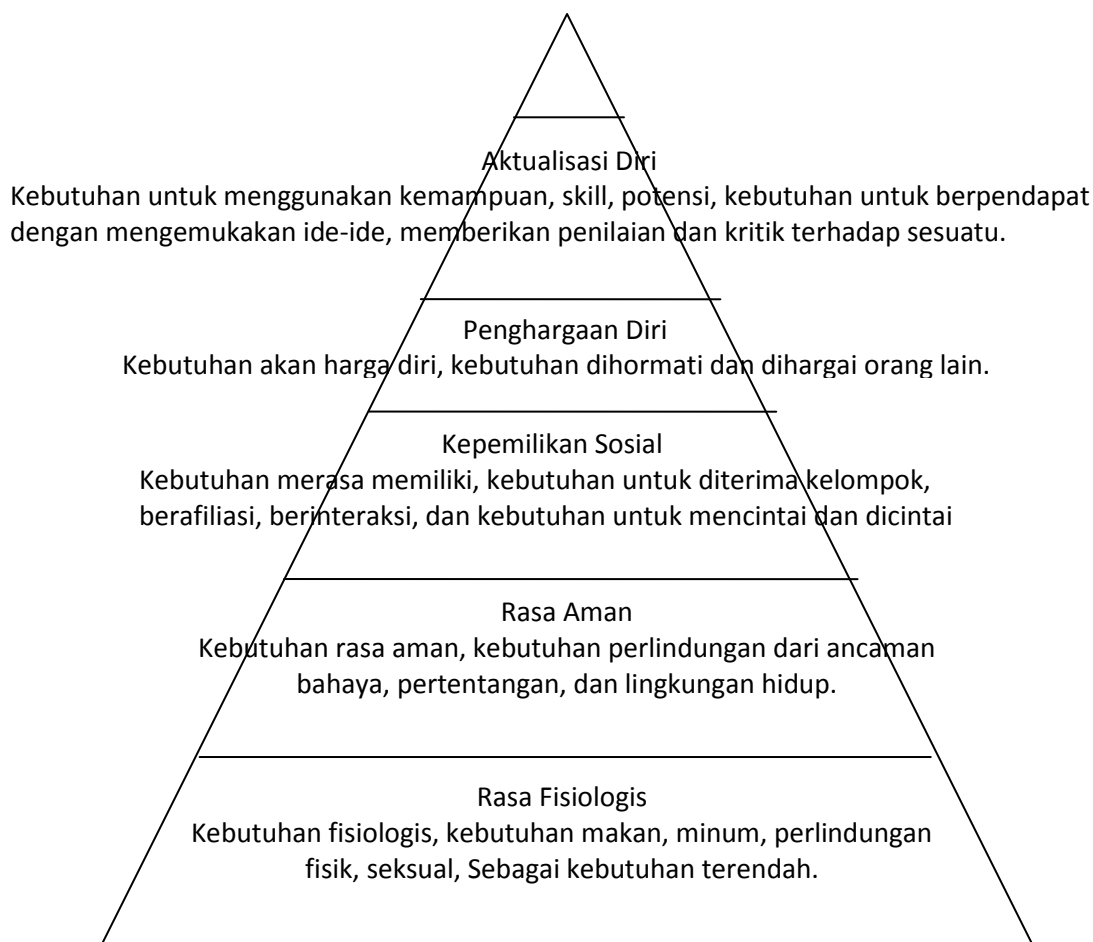 Aktualisasi Diri
Kebutuhan untuk menggunakan kemampuan, skill, potensi, kebutuhan untuk berpendapat
dengan mengemukakan ide-ide, memberikan penilaian dan kritik terhadap sesuatu.
Penghargaan Diri
Kebutuhan akan harga diri, kebutuhan dihormati dan dihargai orang lain.
Kepemilikan Sosial
Kebutuhan merasa memiliki, kebutuhan untuk diterima kelompok,
berafiliasi, berinteraksi, dan kebutuhan untuk mencintai dan dicintai
Rasa Aman
Kebutuhan rasa aman, kebutuhan perlindungan dari ancaman
bahaya, pertentangan, dan lingkungan hidup.
Rasa Fisiologis
Kebutuhan fisiologis, kebutuhan makan, minum, perlindungan
fisik, seksual, Sebagai kebutuhan terendah.